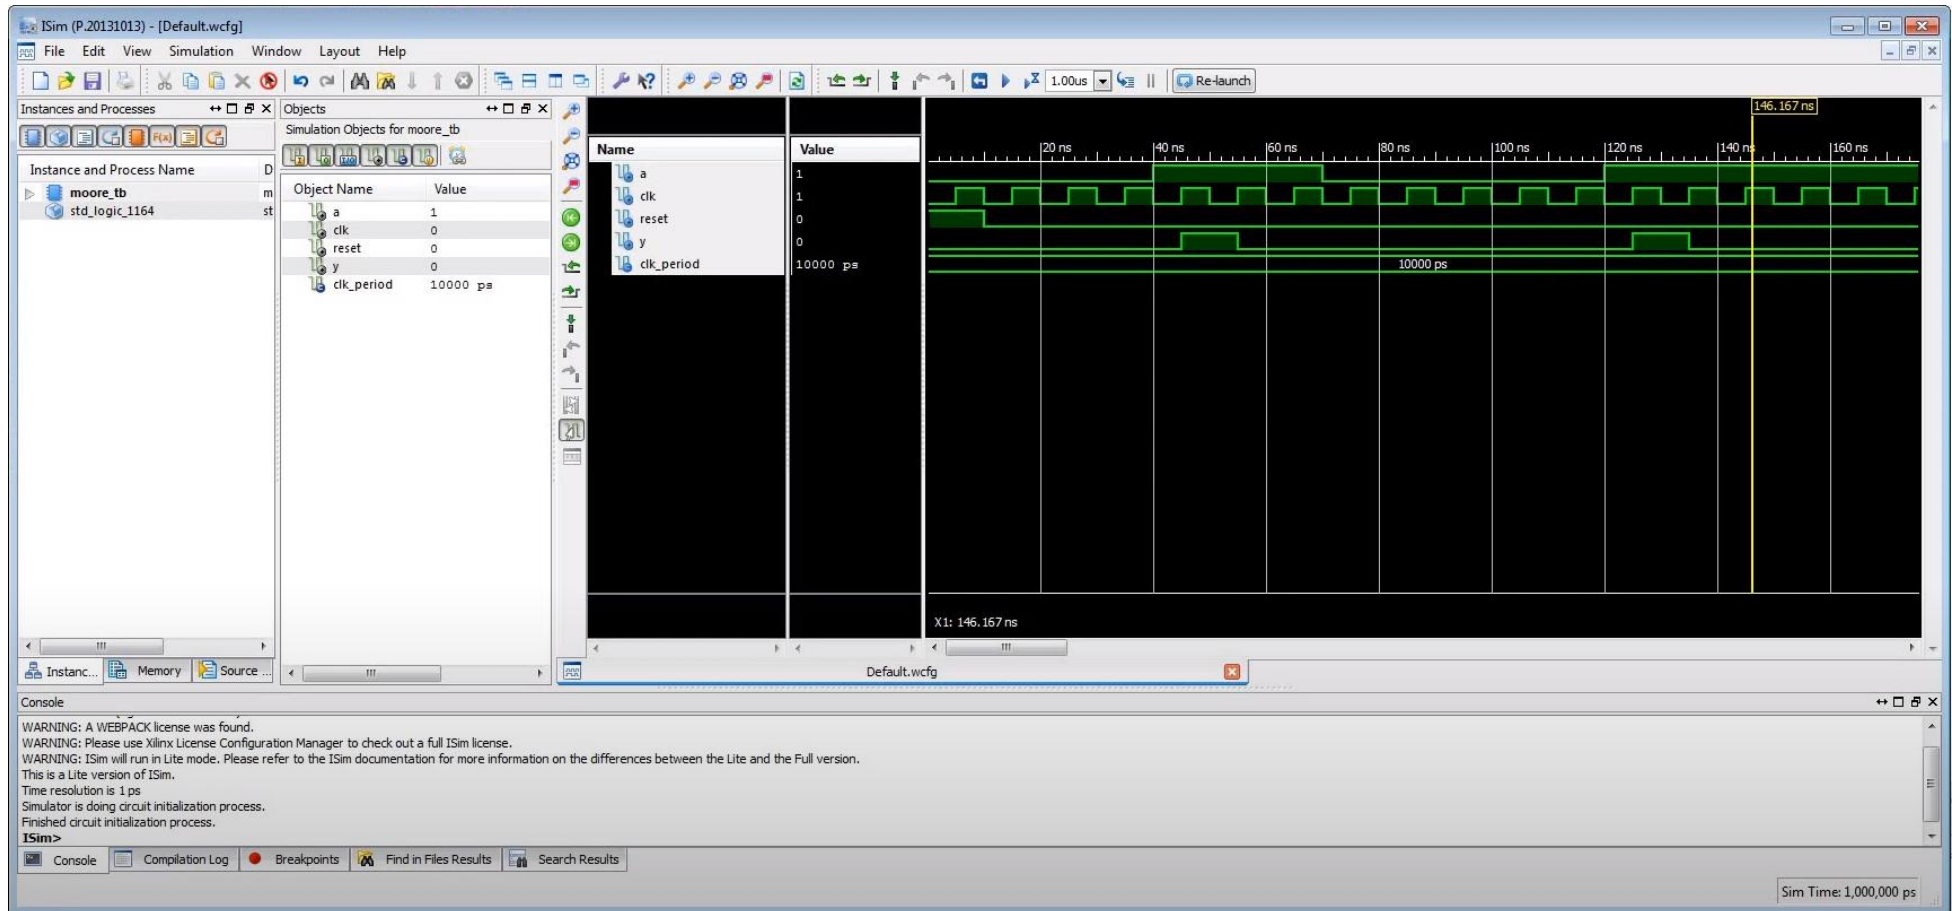 ISim (P.20131013) - [Default.wcfg]
File Edit View Simulation Window Layout Help
1.00us Re-launch
Instances and Processes
Instance and Process Name D
moore_tb m
std_logic_1164 st
Instanc... Memory Source ...
Objects
Simulation Objects for moore_tb
Object Name Value
a 1
clk 0
reset 0
y 0
clk_period 10000 ps
Name Value
a 1
clk 1
reset 0
y 0
clk_period 10000 ps
146.167 ns
20 ns 40 ns 60 ns 80 ns 100 ns 120 ns 140 ns 160 ns
10000 ps
X1: 146.167 ns
Default.wcfg
Console
WARNING: A WEBPACK license was found.
WARNING: Please use Xilinx License Configuration Manager to check out a full ISim license.
WARNING: ISim will run in Lite mode. Please refer to the ISim documentation for more information on the differences between the Lite and the Full version.
This is a Lite version of ISim.
Time resolution is 1 ps
Simulator is doing circuit initialization process.
Finished circuit initialization process.
ISim>
Console Compilation Log Breakpoints Find in Files Results Search Results
Sim Time: 1,000,000 ps